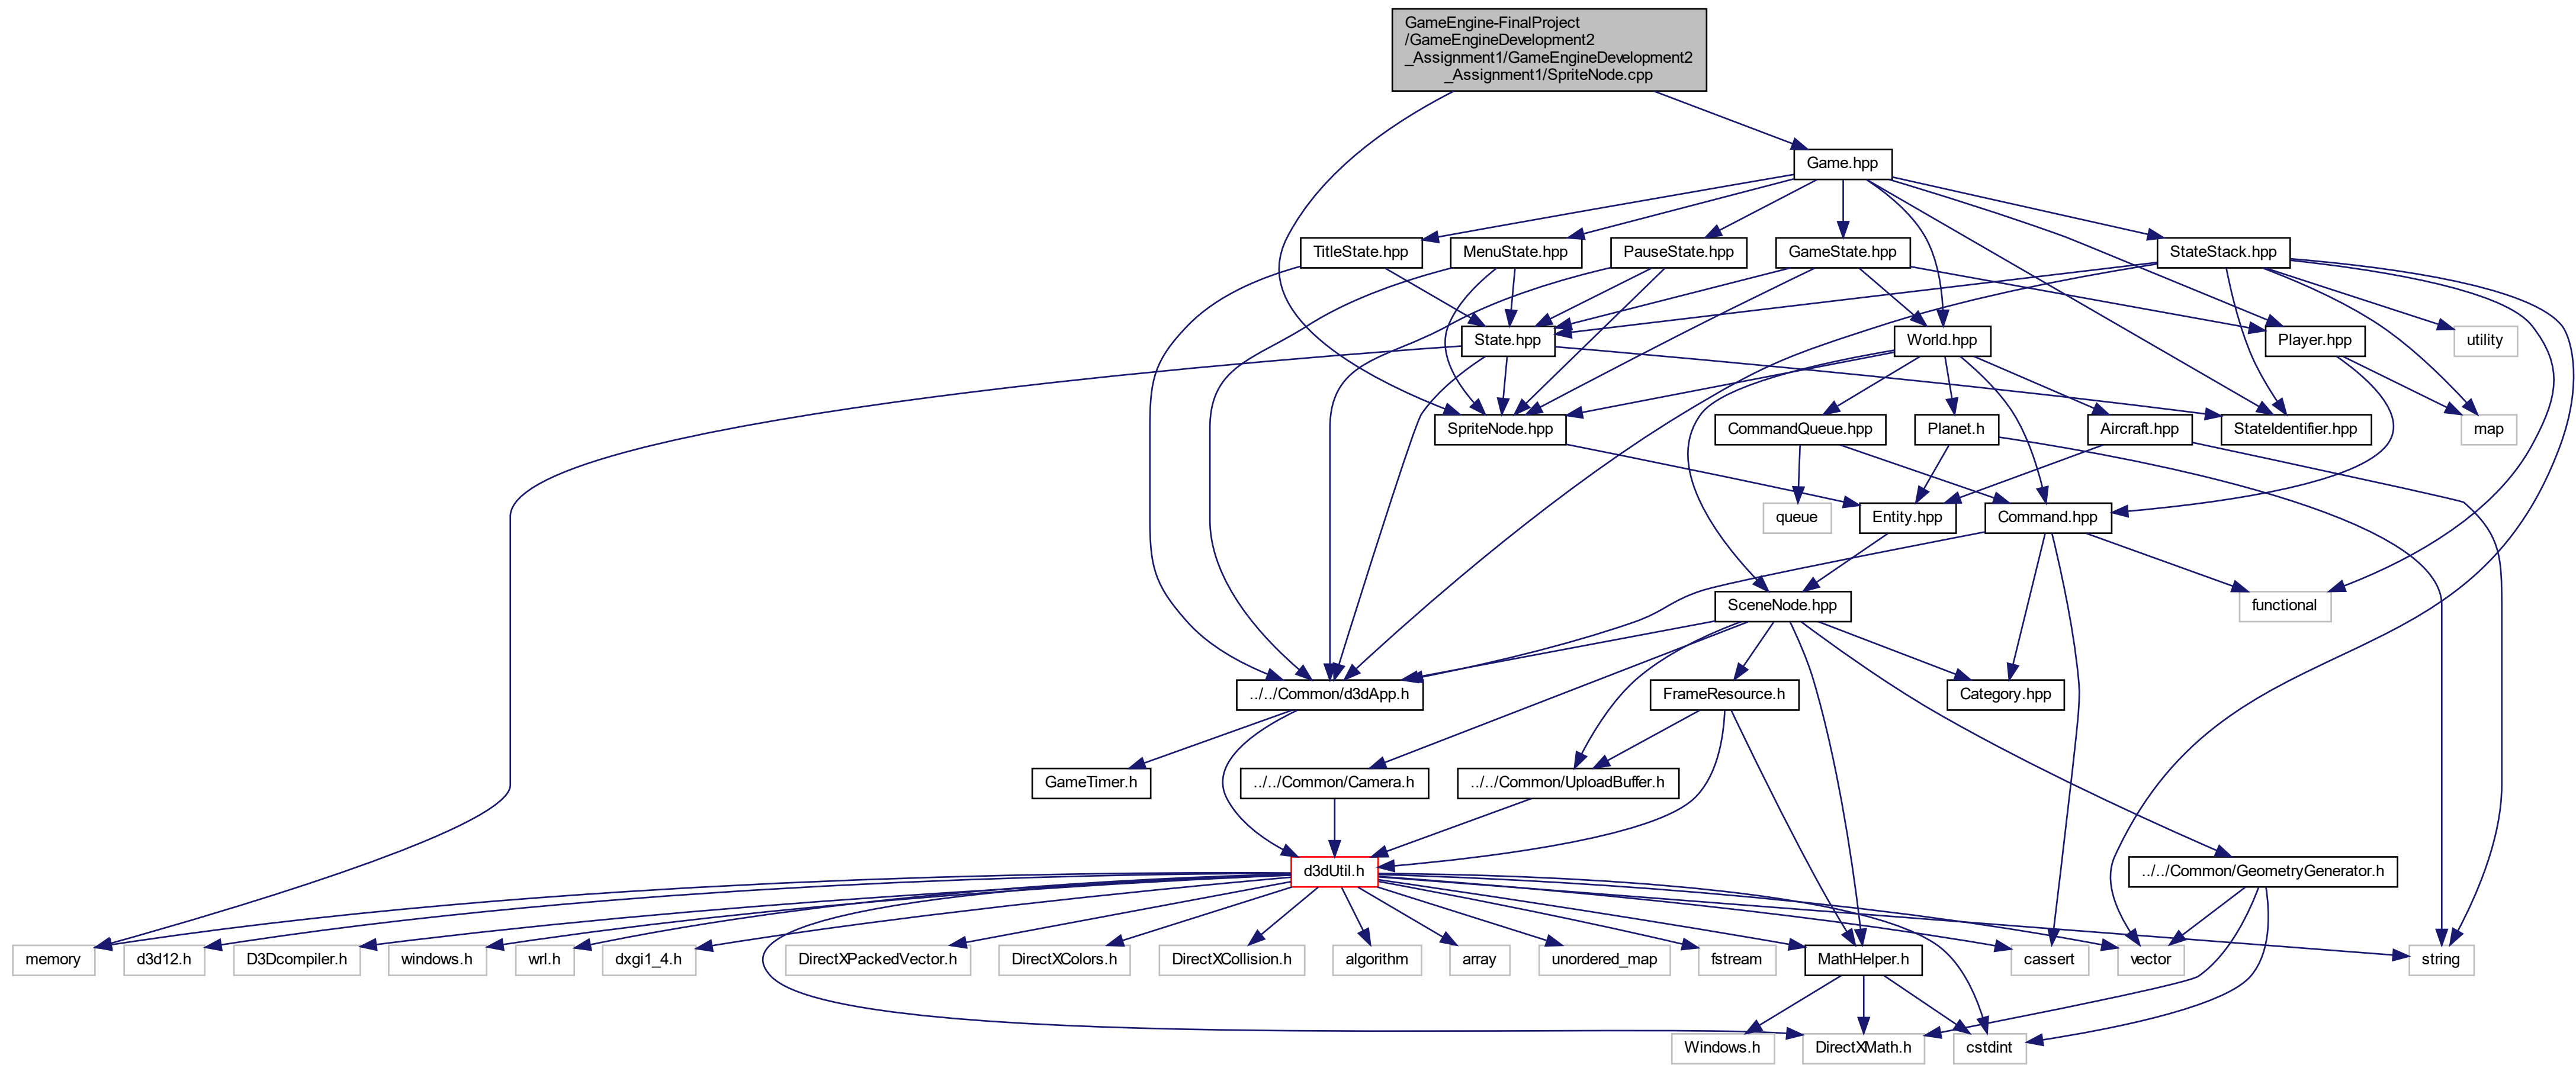 GameEngine-FinalProject
/GameEngineDevelopment2
_Assignment1/GameEngineDevelopment2
_Assignment1/SpriteNode.cpp
Game.hpp
TitleState.hpp
MenuState.hpp
PauseState.hpp
GameState.hpp
StateStack.hpp
State.hpp
World.hpp
Player.hpp
utility
SpriteNode.hpp
CommandQueue.hpp
Planet.h
Aircraft.hpp
StateIdentifier.hpp
map
queue
Entity.hpp
Command.hpp
SceneNode.hpp
functional
../../Common/d3dApp.h
FrameResource.h
Category.hpp
GameTimer.h
../../Common/Camera.h
../../Common/UploadBuffer.h
d3dUtil.h
../../Common/GeometryGenerator.h
memory
d3d12.h
D3Dcompiler.h
windows.h
wrl.h
dxgi1_4.h
DirectXPackedVector.h
DirectXColors.h
DirectXCollision.h
algorithm
array
unordered_map
fstream
MathHelper.h
cassert
vector
string
Windows.h
DirectXMath.h
cstdint